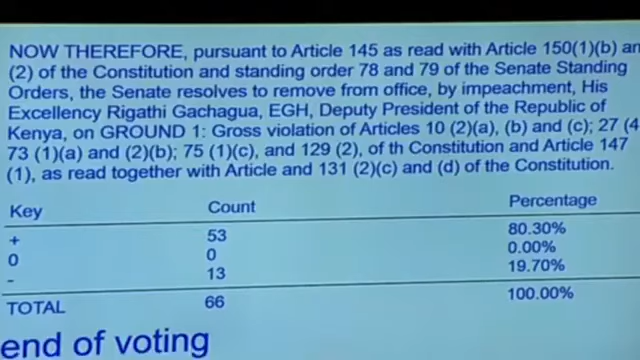 NOW THEREFORE, pursuant to Article 145 as read with Article 150(1)(b) an
(2) of the Constitution and standing order 78 and 79 of the Senate Standing
Orders, the Senate resolves to remove from office, by impeachment, His
Excellency Rigathi Gachagua, EGH, Deputy President of the Republic of
Kenya, on GROUND 1: Gross violation of Articles 10 (2)(a), (b) and (c); 27 (4
73 (1)(a) and (2)(b); 75 (1)(c), and 129 (2), of th Constitution and Article 147
(1), as read together with Article and 131 (2)(c) and (d) of the Constitution.
Key Count Percentage
+ 53 80.30%
0 0 0.00%
- 13 19.70%
TOTAL 66 100.00%
end of voting